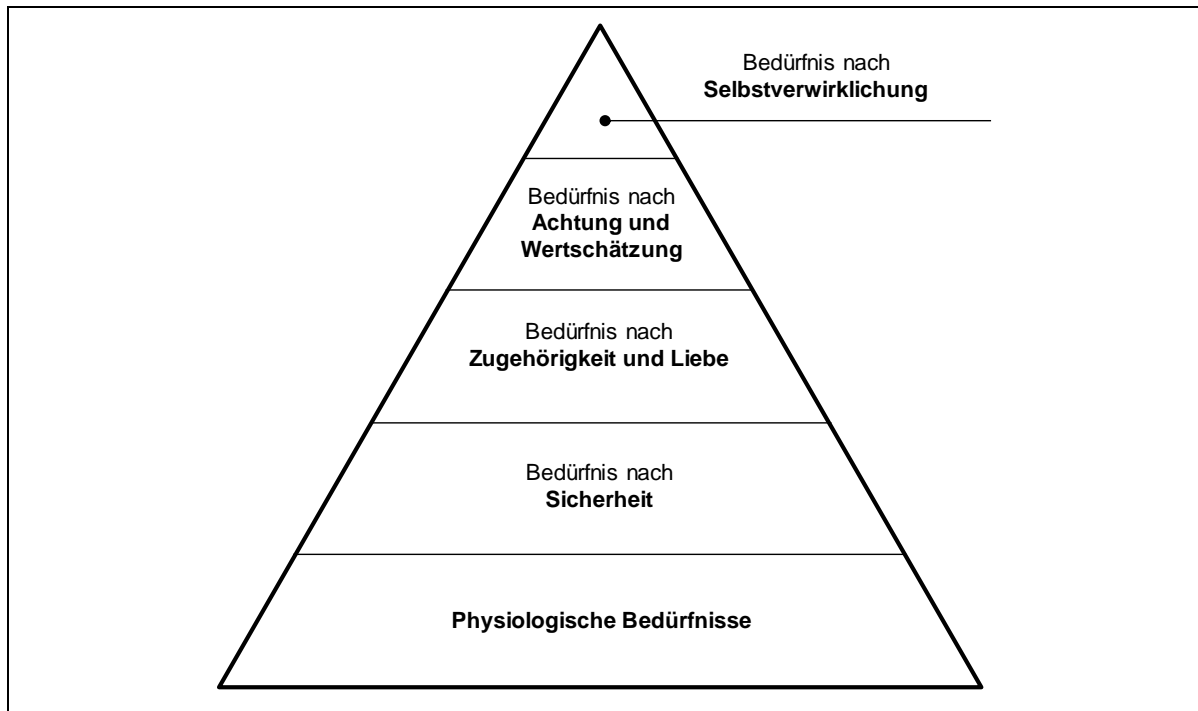 Bedürfnis nach
Selbstverwirklichung
Bedürfnis nach
Achtung und
Wertschätzung
Bedürfnis nach
Zugehörigkeit und Liebe
Bedürfnis nach
Sicherheit
Physiologische Bedürfnisse